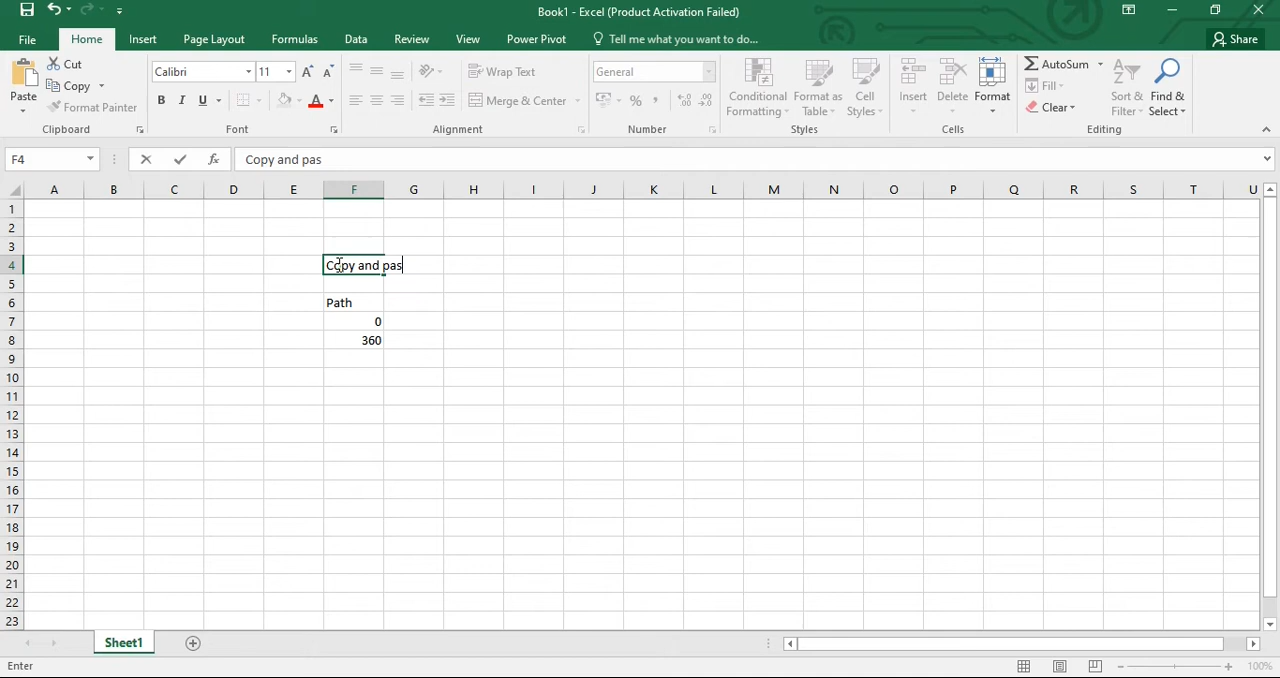 Book1 - Excel (Product Activation Failed)
File Home Insert Page Layout Formulas Data Review View Power Pivot Tell me what you want to do... Share
Paste Cut Copy Format Painter
Clipboard
Calibri 11
B I U A
Font
Wrap Text
Merge & Center
Alignment
General
%
Number
Conditional Formatting Format as Table Cell Styles
Styles
Insert Delete Format
Cells
AutoSum Fill Clear Sort & Filter Find & Select
Editing
F4 fx Copy and pas
A B C D E F G H I J K L M N O P Q R S T U
1
2
3
4 Copy and pas
5
6 Path
7 0
8 360
9
10
11
12
13
14
15
16
17
18
19
20
21
22
23
Sheet1
Enter 100%